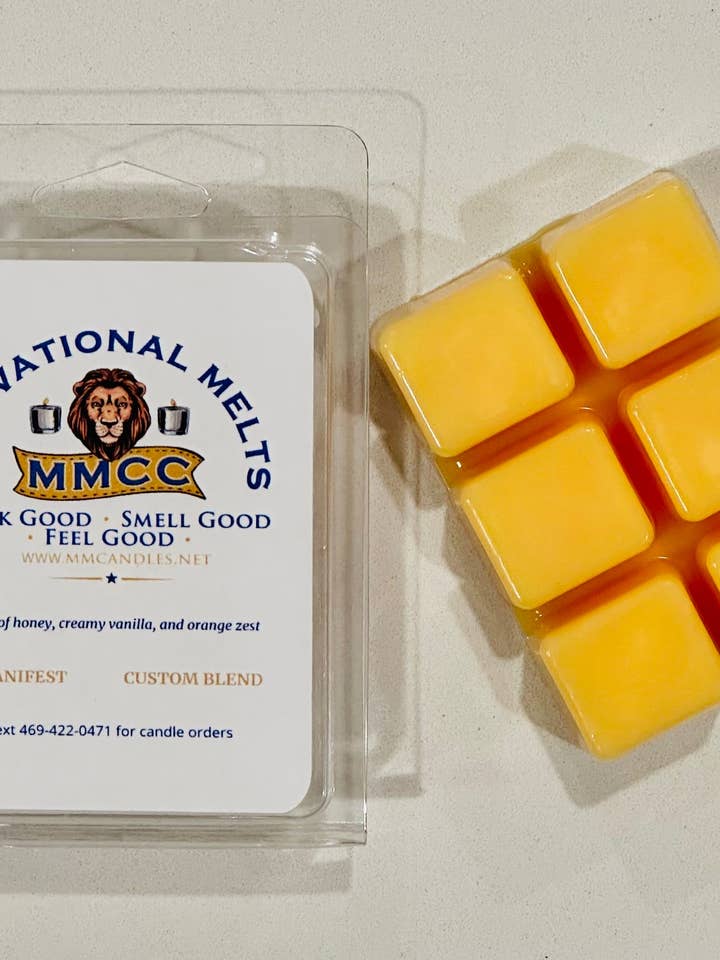 VATIONAL MELTS
MMCC
K GOOD · SMELL GOOD
· FEEL GOOD ·
WWW.MMCANDLES.NET
of honey, creamy vanilla, and orange zest
ANIFEST CUSTOM BLEND
ext 469-422-0471 for candle orders